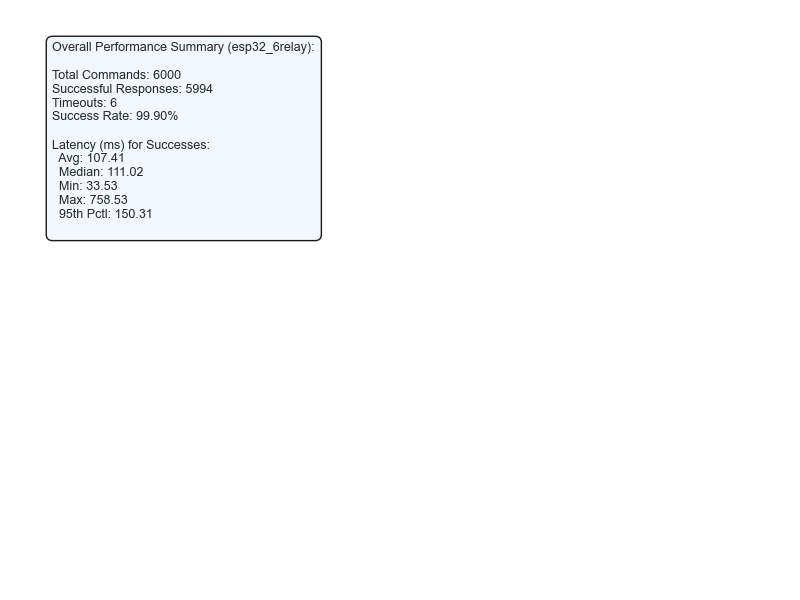 Overall Performance Summary (esp32_6relay):
Total Commands: 6000
Successful Responses: 5994
Timeouts: 6
Success Rate: 99.90%
Latency (ms) for Successes:
Avg: 107.41
Median: 111.02
Min: 33.53
Max: 758.53
95th Pctl: 150.31